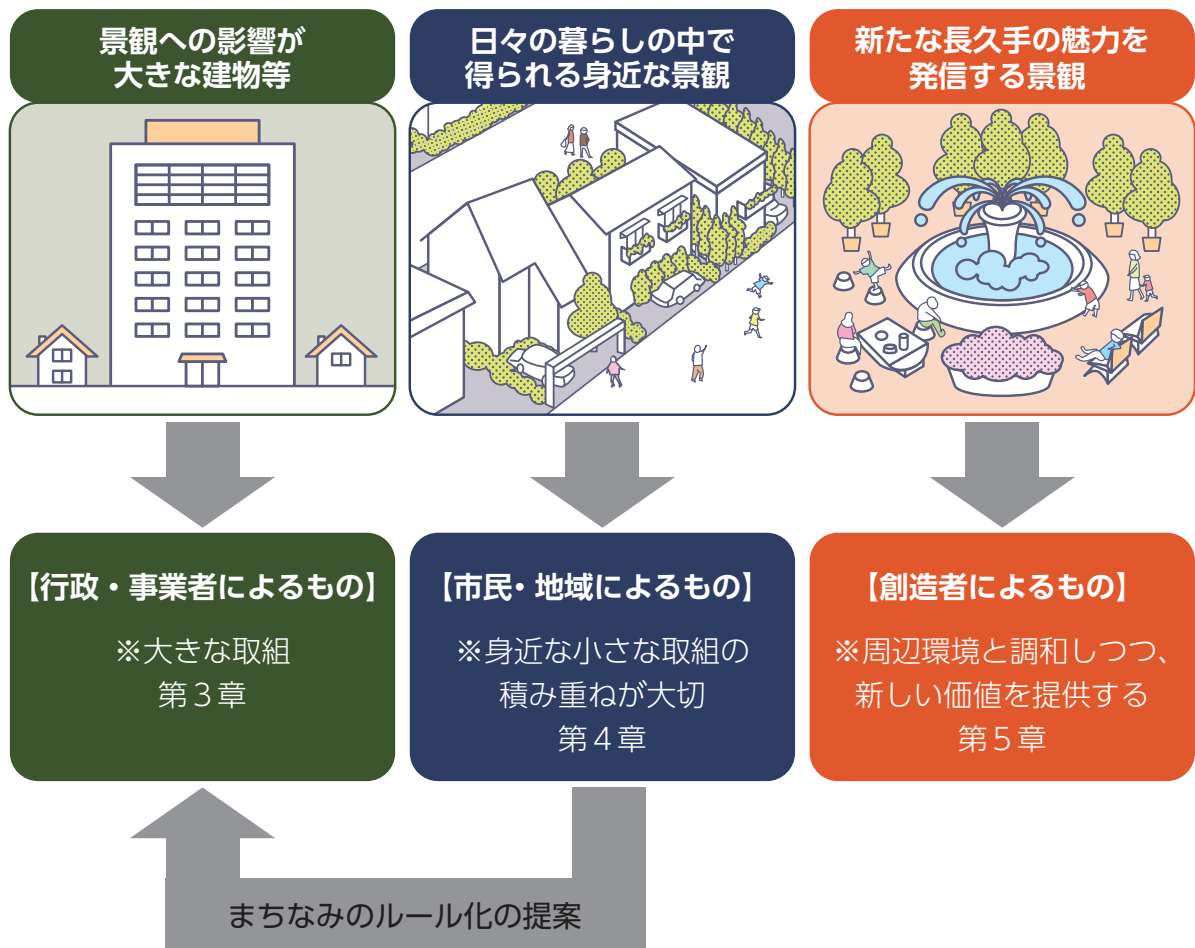 景観への影響が
大きな建物等
日々の暮らしの中で
得られる身近な景観
新たな長久手の魅力を
発信する景観
【行政・事業者によるもの】
※大きな取組
第３章
【市民・地域によるもの】
※身近な小さな取組の
積み重ねが大切
第４章
【創造者によるもの】
※周辺環境と調和しつつ、
新しい価値を提供する
第５章
まちなみのルール化の提案